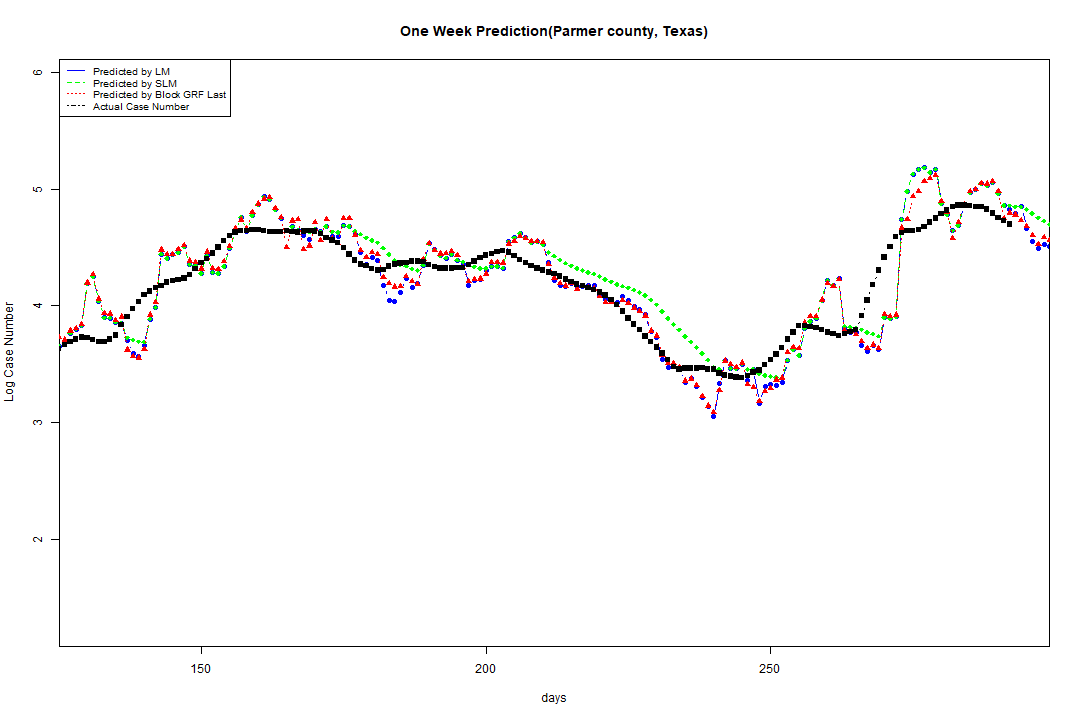 One Week Prediction(Parmer county, Texas)
Predicted by LM
Predicted by SLM
Predicted by Block GRF Last
Actual Case Number
6
5
4
3
2
Log Case Number
150
200
250
days